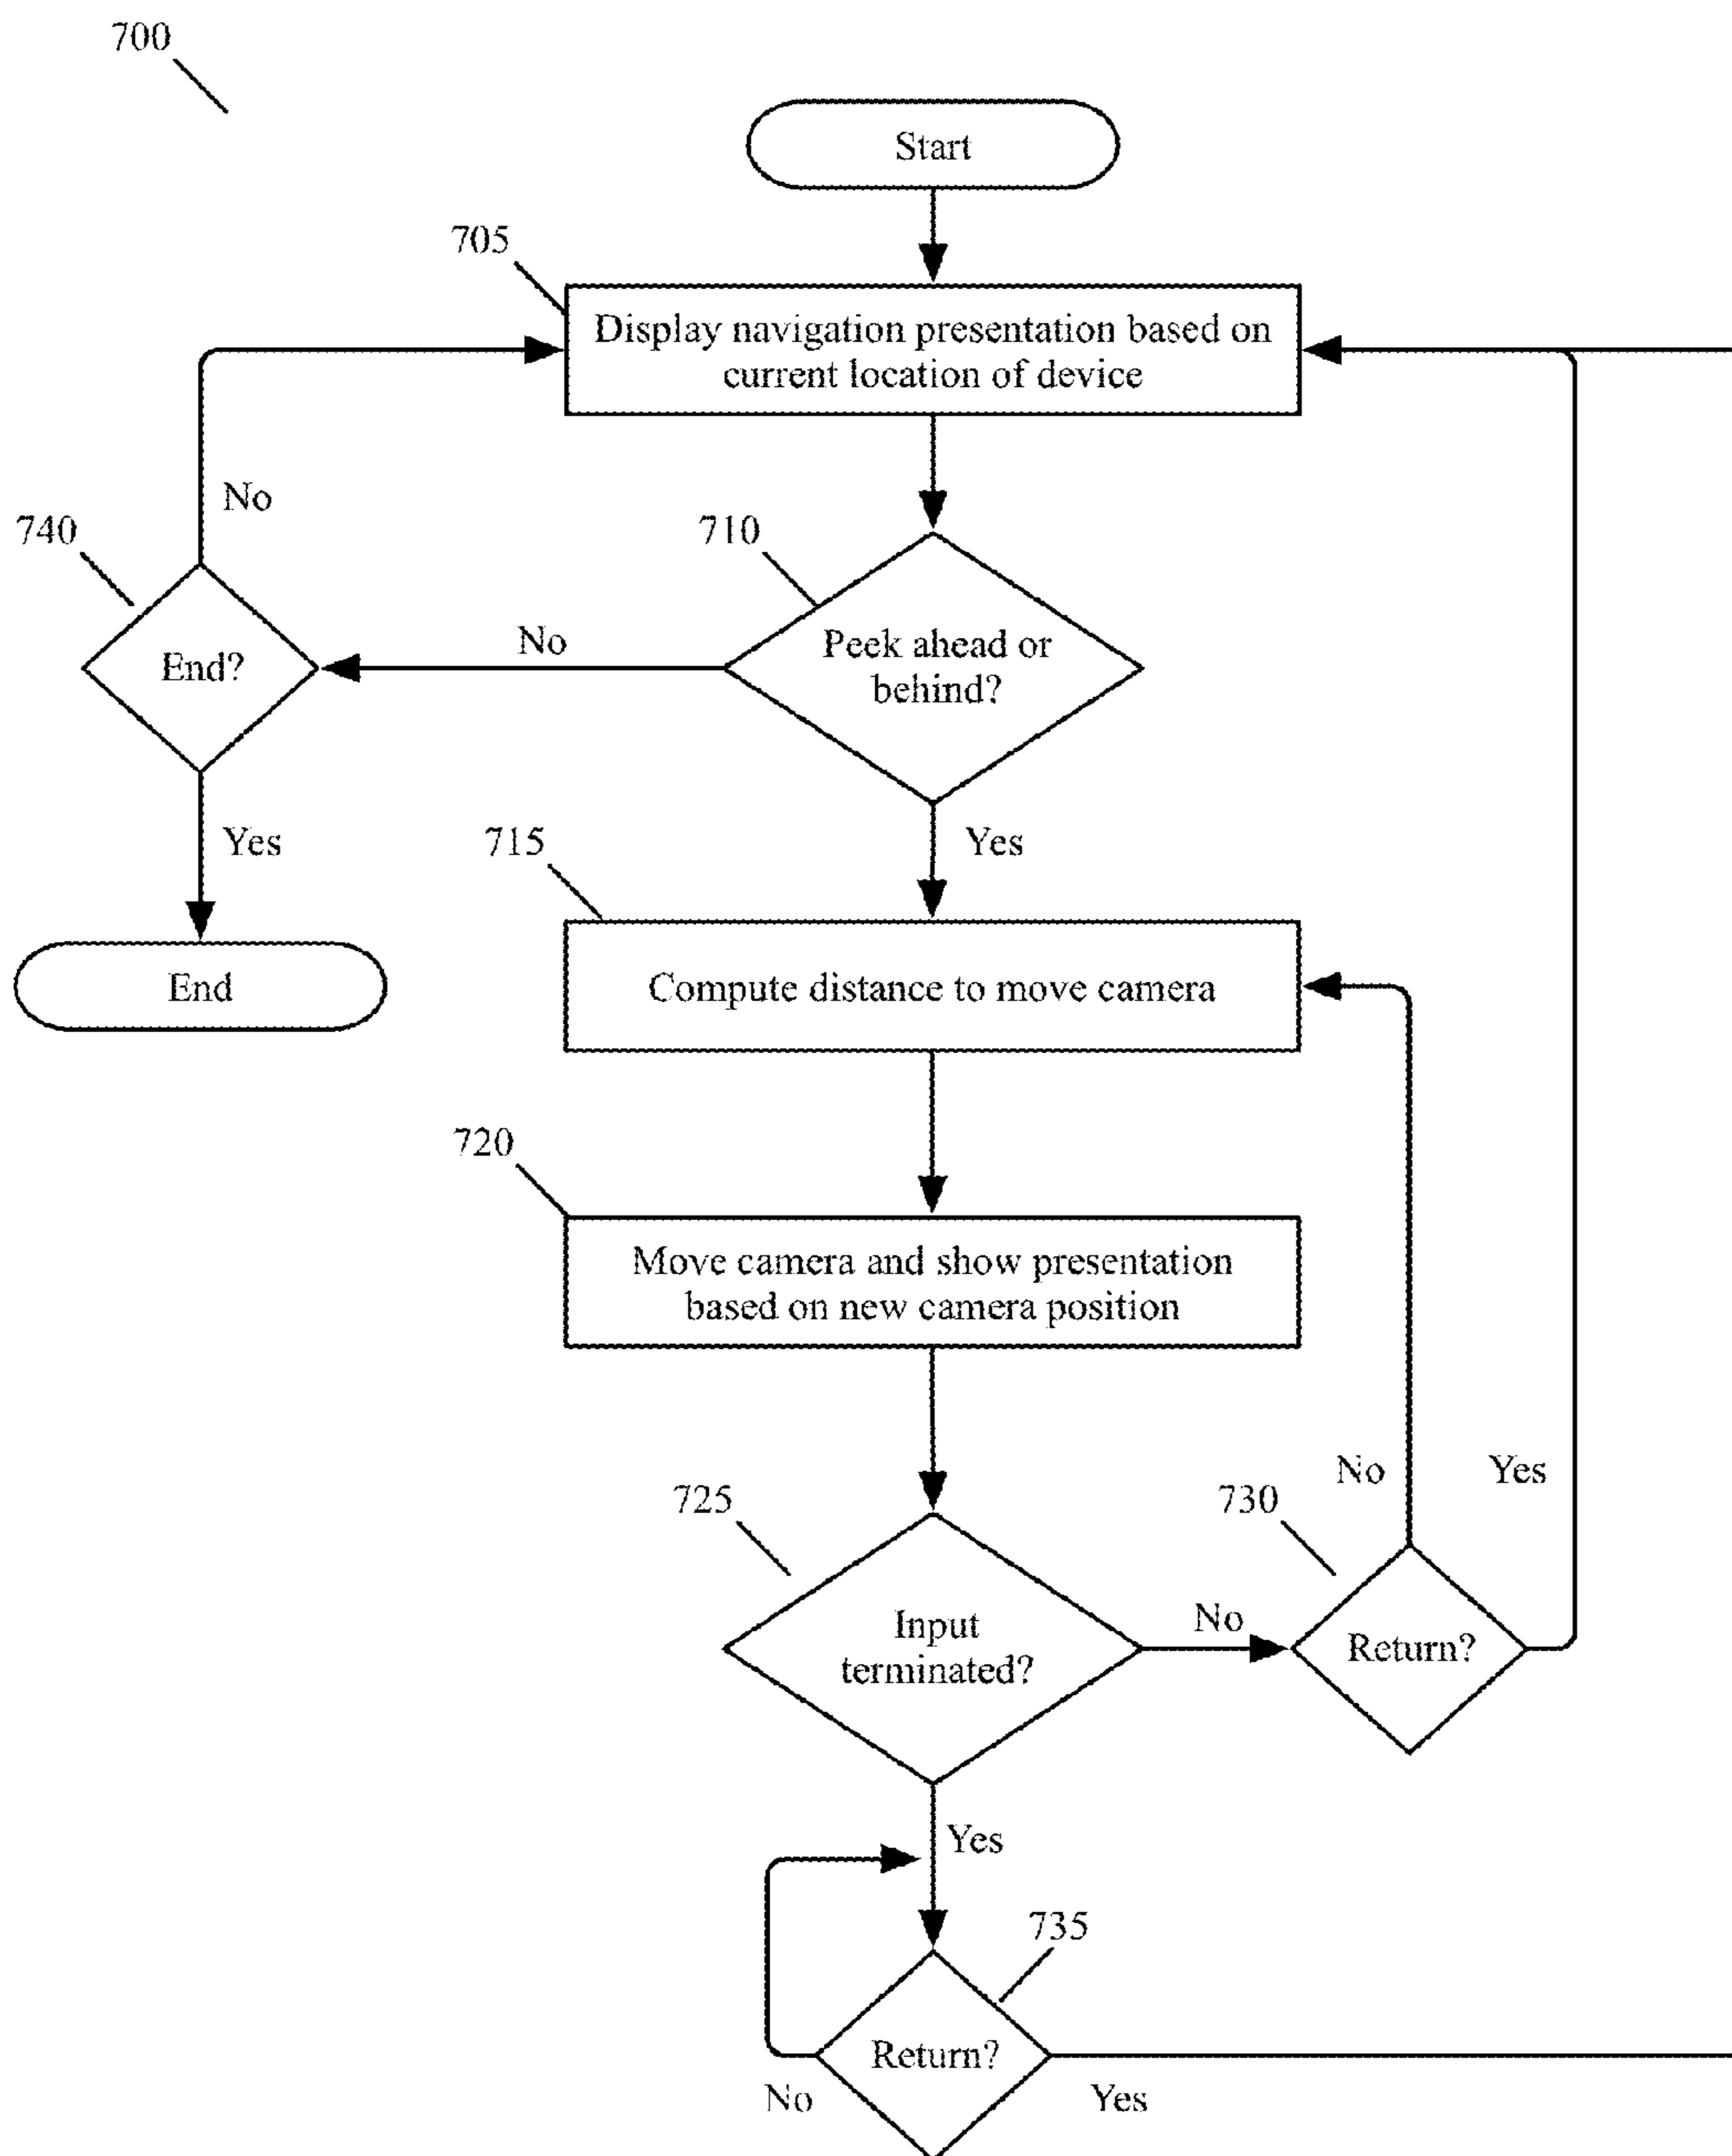 700
Start
705
Display navigation presentation based on
current location of device
No
740
710
End?
No
Peek ahead or
behind?
Yes
715
Yes
End
Compute distance to move camera
720
Move camera and show presentation
based on new camera position
No
Yes
725
730
Input
terminated?
No
Return?
Yes
735
Return?
No
Yes